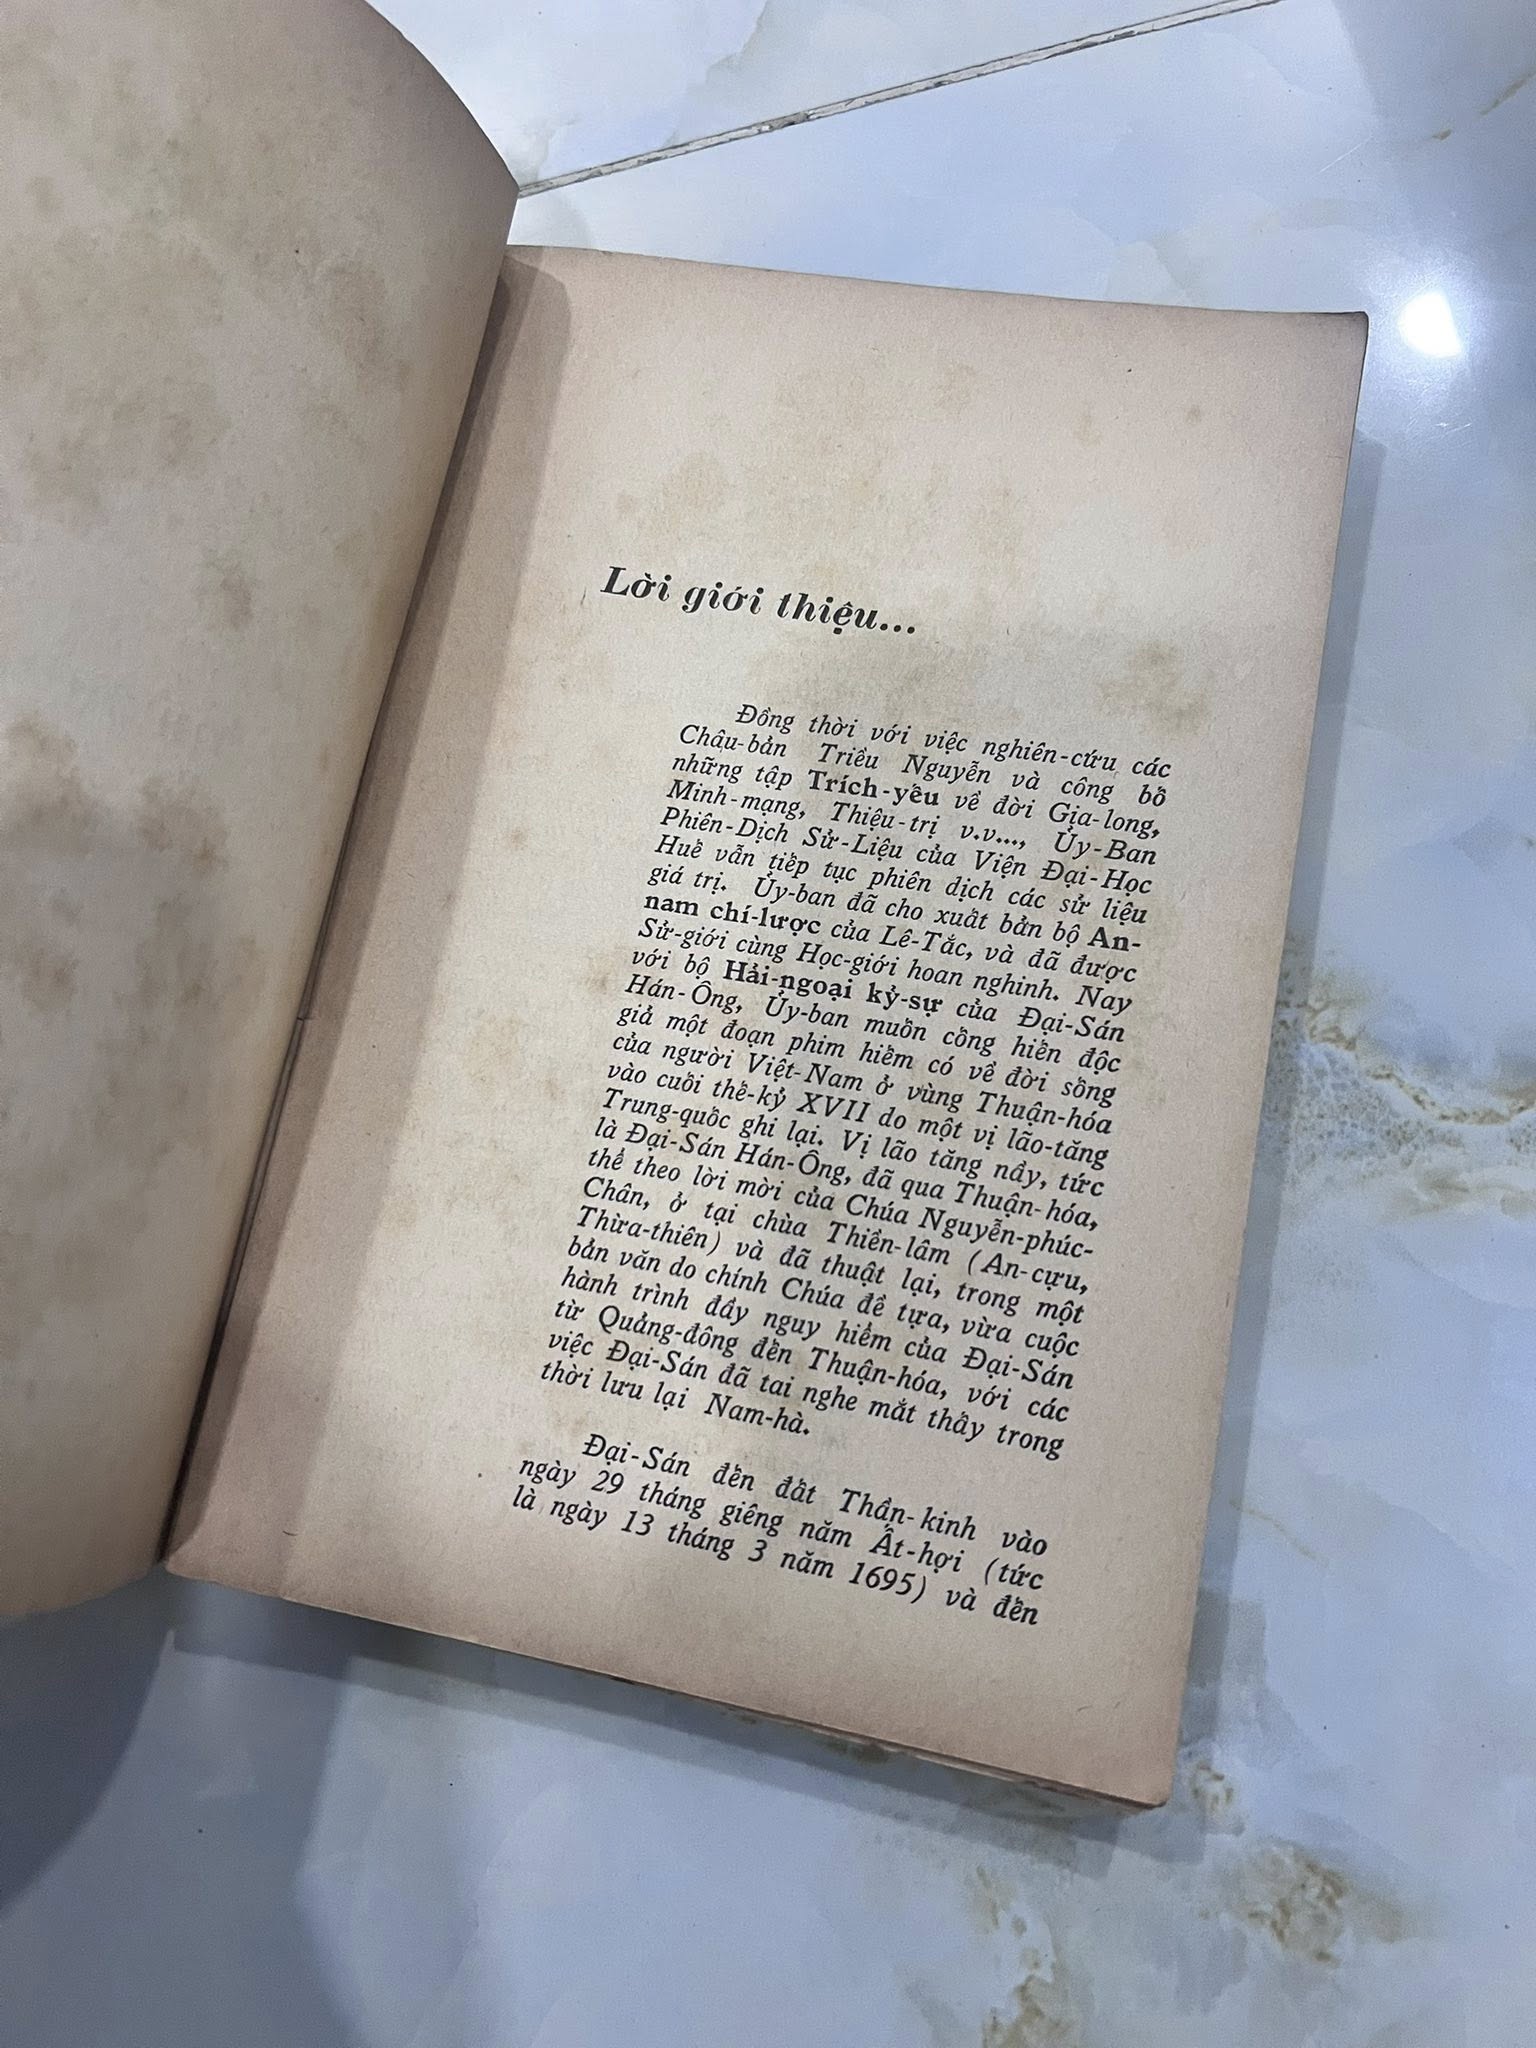 Lời giới thiệu...
Đồng thời với việc nghiên-cứu các
Châu-bản Triều Nguyễn và công bố
những tập Trích-yếu về đời Gia-long,
Minh-mạng, Thiệu-trị v.v..., Ủy-Ban
Phiên-Dịch Sử-Liệu của Viện Đại-Học
Huế vẫn tiếp tục phiên dịch các sử liệu
giá trị. Ủy-ban đã cho xuất bản bộ An-
nam chí-lược của Lê-Tắc, và đã được
Sử-giới cùng Học-giới hoan nghinh. Nay
với bộ Hải-ngoại kỷ-sự của Đại-Sán
Hán-Ông, Ủy-ban muốn cống hiến độc
giả một đoạn phim hiếm có về đời sống
của người Việt-Nam ở vùng Thuận-hóa
vào cuối thế-kỷ XVII do một vị lão-tăng
Trung-quốc ghi lại. Vị lão tăng nầy, tức
là Đại-Sán Hán-Ông, đã qua Thuận-hóa,
thể theo lời mời của Chúa Nguyễn-phúc-
Chân, ở tại chùa Thiền-lâm (An-cựu,
Thừa-thiên) và đã thuật lại, trong một
bản văn do chính Chúa đề tựa, vừa cuộc
hành trình đầy nguy hiểm của Đại-Sán
từ Quảng-đông đến Thuận-hóa, với các
việc Đại-Sán đã tai nghe mắt thấy trong
thời lưu lại Nam-hà.
Đại-Sán đến đất Thần-kinh vào
ngày 29 tháng giêng năm Ất-hợi (tức
là ngày 13 tháng 3 năm 1695) và đến